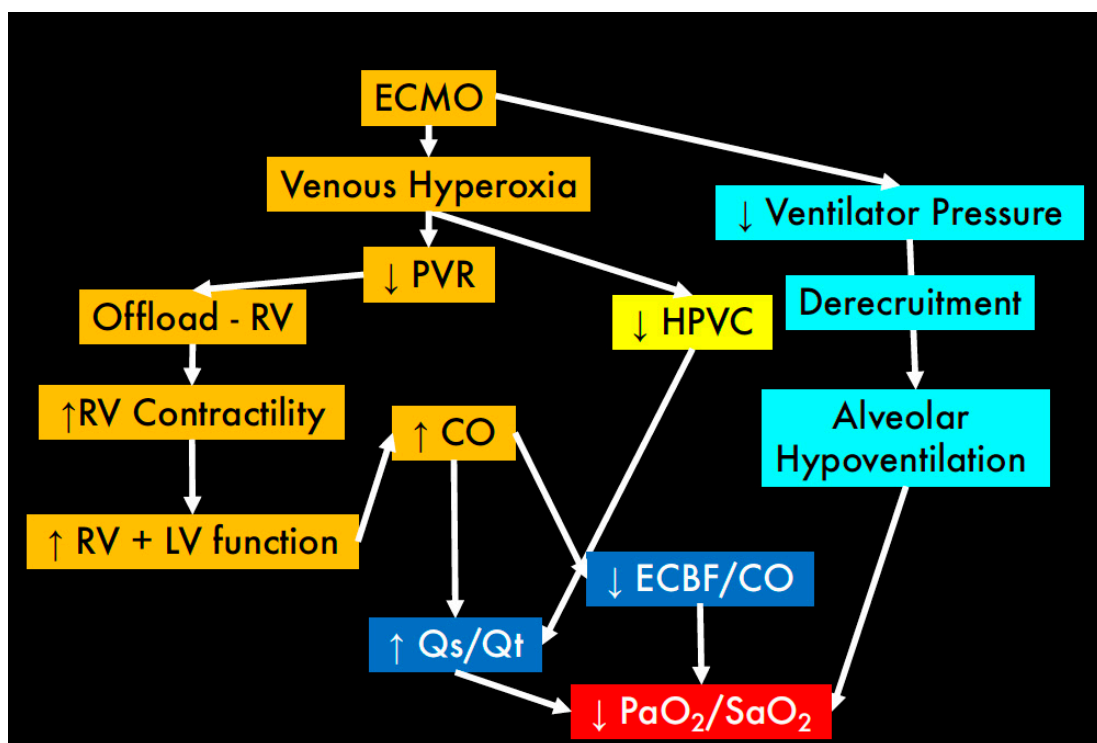 ECMO
Venous Hyperoxia
↓ Ventilator Pressure
↓ PVR
Derecruitment
Offload - RV
↓ HPVC
↑RV Contractility
↑ CO
Alveolar
Hypoventilation
↑ RV + LV function
↓ ECBF/CO
↑ Qs/Qt
↓ PaO₂/SaO₂